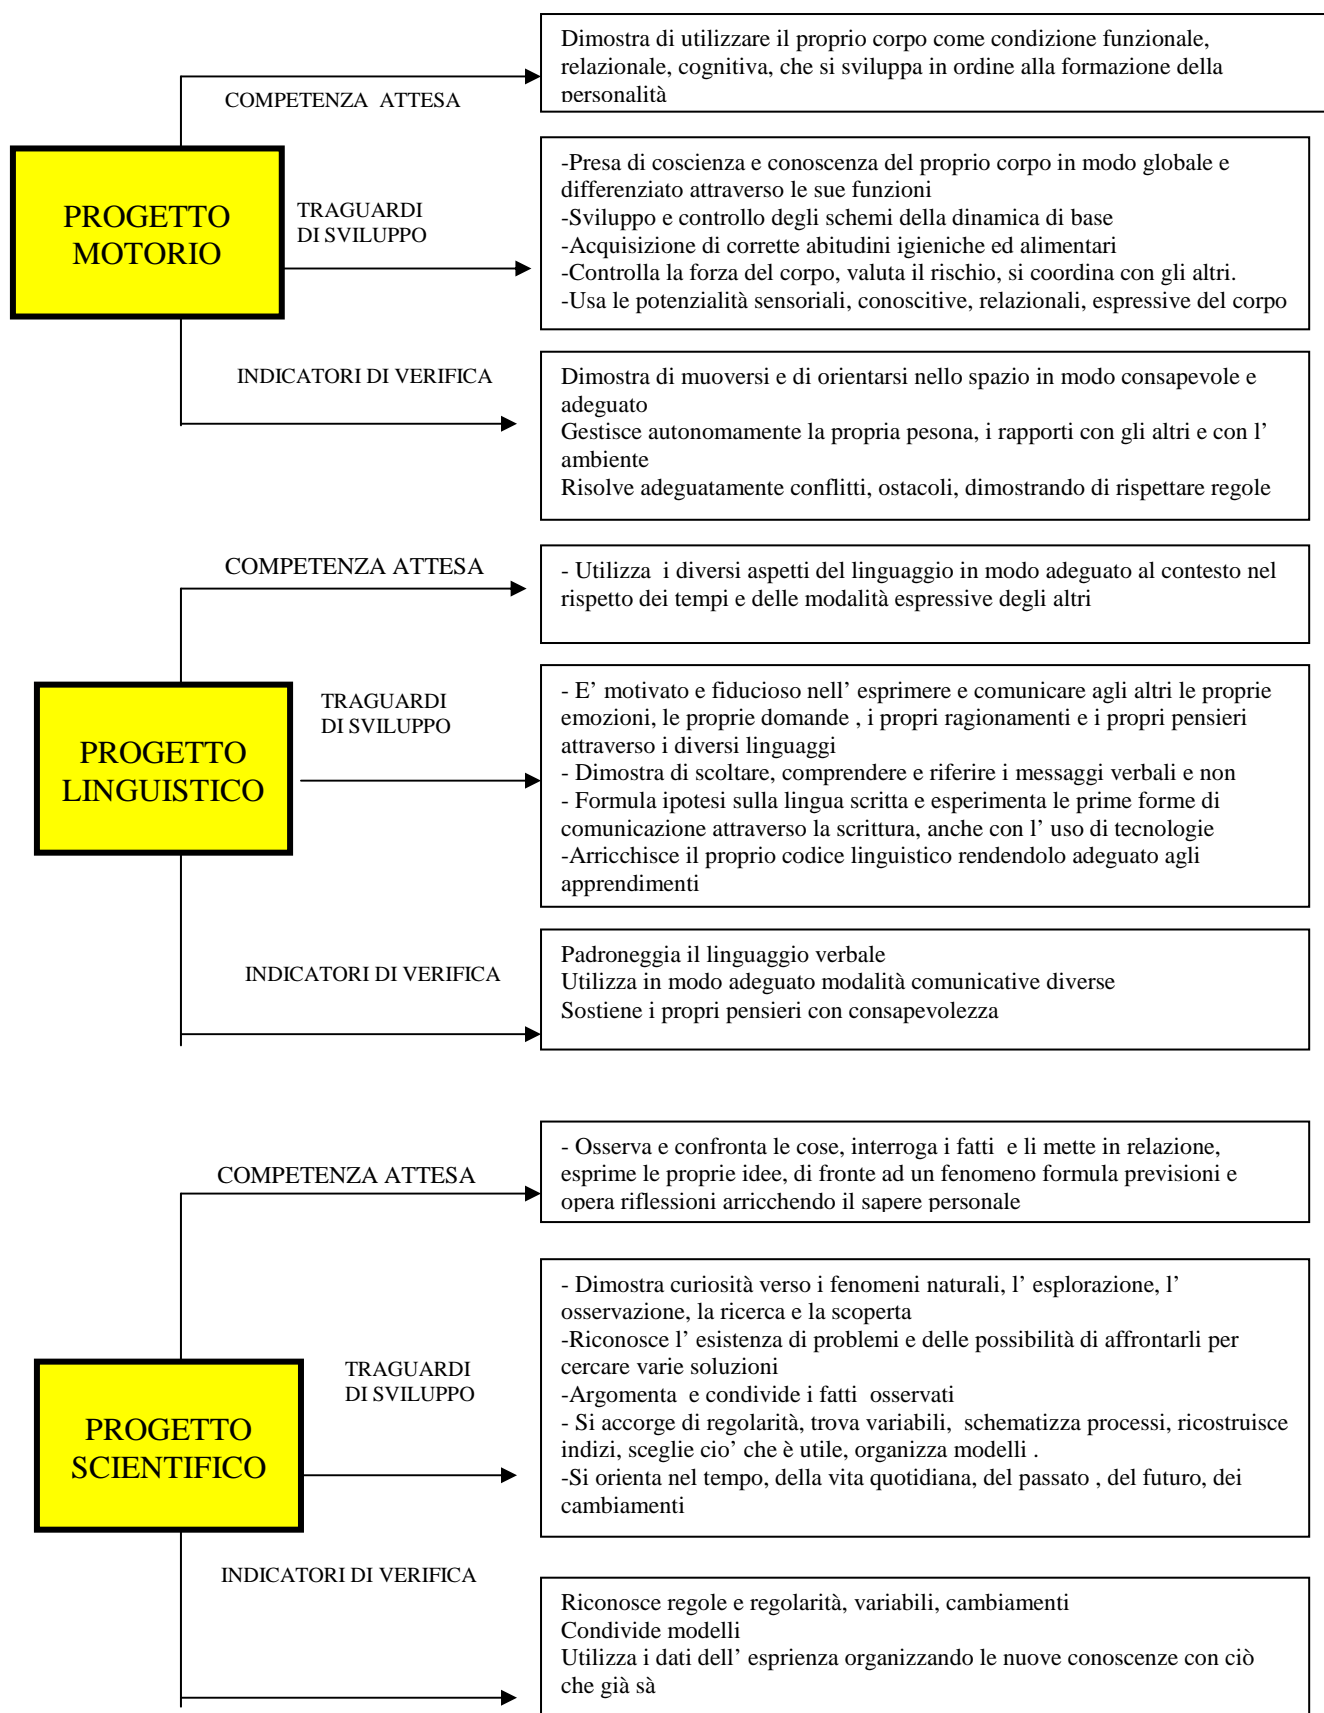 Dimostra di utilizzare il proprio corpo come condizione funzionale,
relazionale, cognitiva, che si sviluppa in ordine alla formazione della
personalità
COMPETENZA  ATTESA
PROGETTO
MOTORIO
TRAGUARDI
DI SVILUPPO
-Presa di coscienza e conoscenza del proprio corpo in modo globale e
differenziato attraverso le sue funzioni
-Sviluppo e controllo degli schemi della dinamica di base
-Acquisizione di corrette abitudini igieniche ed alimentari
-Controlla la forza del corpo, valuta il rischio, si coordina con gli altri.
-Usa le potenzialità sensoriali, conoscitive, relazionali, espressive del corpo
INDICATORI DI VERIFICA
Dimostra di muoversi e di orientarsi nello spazio in modo consapevole e
adeguato
Gestisce autonomamente la propria pesona, i rapporti con gli altri e con l’
ambiente
Risolve adeguatamente conflitti, ostacoli, dimostrando di rispettare regole
COMPETENZA ATTESA
- Utilizza  i diversi aspetti del linguaggio in modo adeguato al contesto nel
rispetto dei tempi e delle modalità espressive degli altri
PROGETTO
LINGUISTICO
TRAGUARDI
DI SVILUPPO
- E’ motivato e fiducioso nell’ esprimere e comunicare agli altri le proprie
emozioni, le proprie domande , i propri ragionamenti e i propri pensieri
attraverso i diversi linguaggi
- Dimostra di scoltare, comprendere e riferire i messaggi verbali e non
- Formula ipotesi sulla lingua scritta e esperimenta le prime forme di
comunicazione attraverso la scrittura, anche con l’ uso di tecnologie
-Arricchisce il proprio codice linguistico rendendolo adeguato agli
apprendimenti
INDICATORI DI VERIFICA
Padroneggia il linguaggio verbale
Utilizza in modo adeguato modalità comunicative diverse
Sostiene i propri pensieri con consapevolezza
COMPETENZA ATTESA
- Osserva e confronta le cose, interroga i fatti  e li mette in relazione,
esprime le proprie idee, di fronte ad un fenomeno formula previsioni e
opera riflessioni arricchendo il sapere personale
PROGETTO
SCIENTIFICO
TRAGUARDI
DI SVILUPPO
- Dimostra curiosità verso i fenomeni naturali, l’ esplorazione, l’
osservazione, la ricerca e la scoperta
-Riconosce l’ esistenza di problemi e delle possibilità di affrontarli per
cercare varie soluzioni
-Argomenta  e condivide i fatti  osservati
- Si accorge di regolarità, trova variabili,  schematizza processi, ricostruisce
indizi, sceglie cio’ che è utile, organizza modelli .
-Si orienta nel tempo, della vita quotidiana, del passato , del futuro, dei
cambiamenti
INDICATORI DI VERIFICA
Riconosce regole e regolarità, variabili, cambiamenti
Condivide modelli
Utilizza i dati dell’ esprienza organizzando le nuove conoscenze con ciò
che già sà